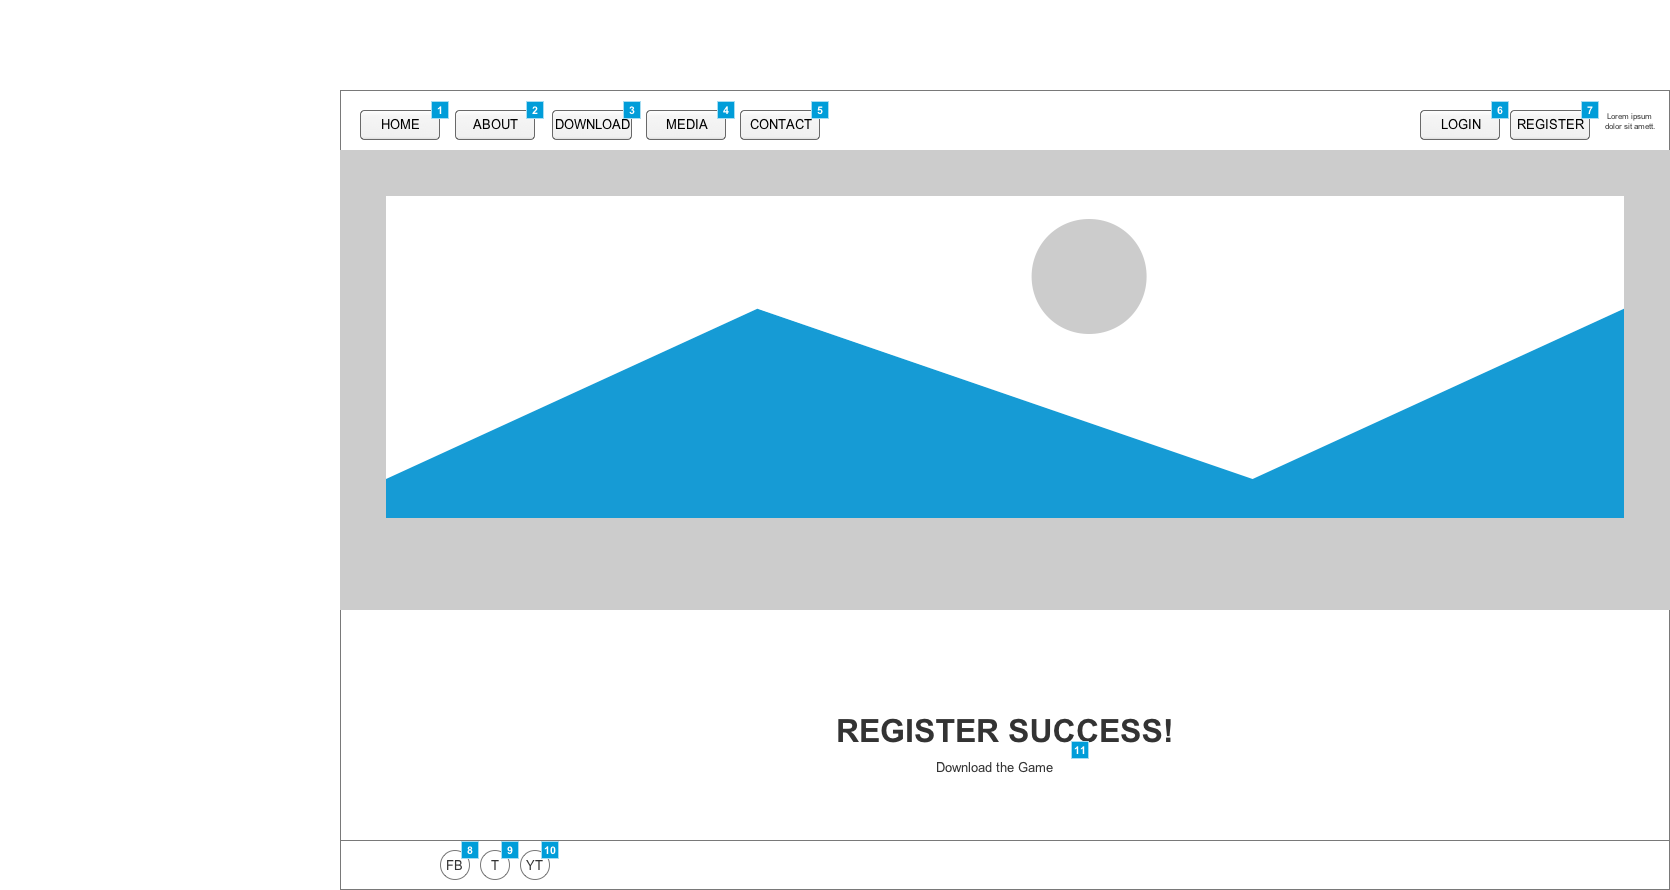 1 2 3 4 5 6 7
HOME ABOUT DOWNLOAD MEDIA CONTACT LOGIN REGISTER
Lorem ipsum
dolor sit amett.
REGISTER SUCCESS!
11
Download the Game
8 9 10
FB T YT